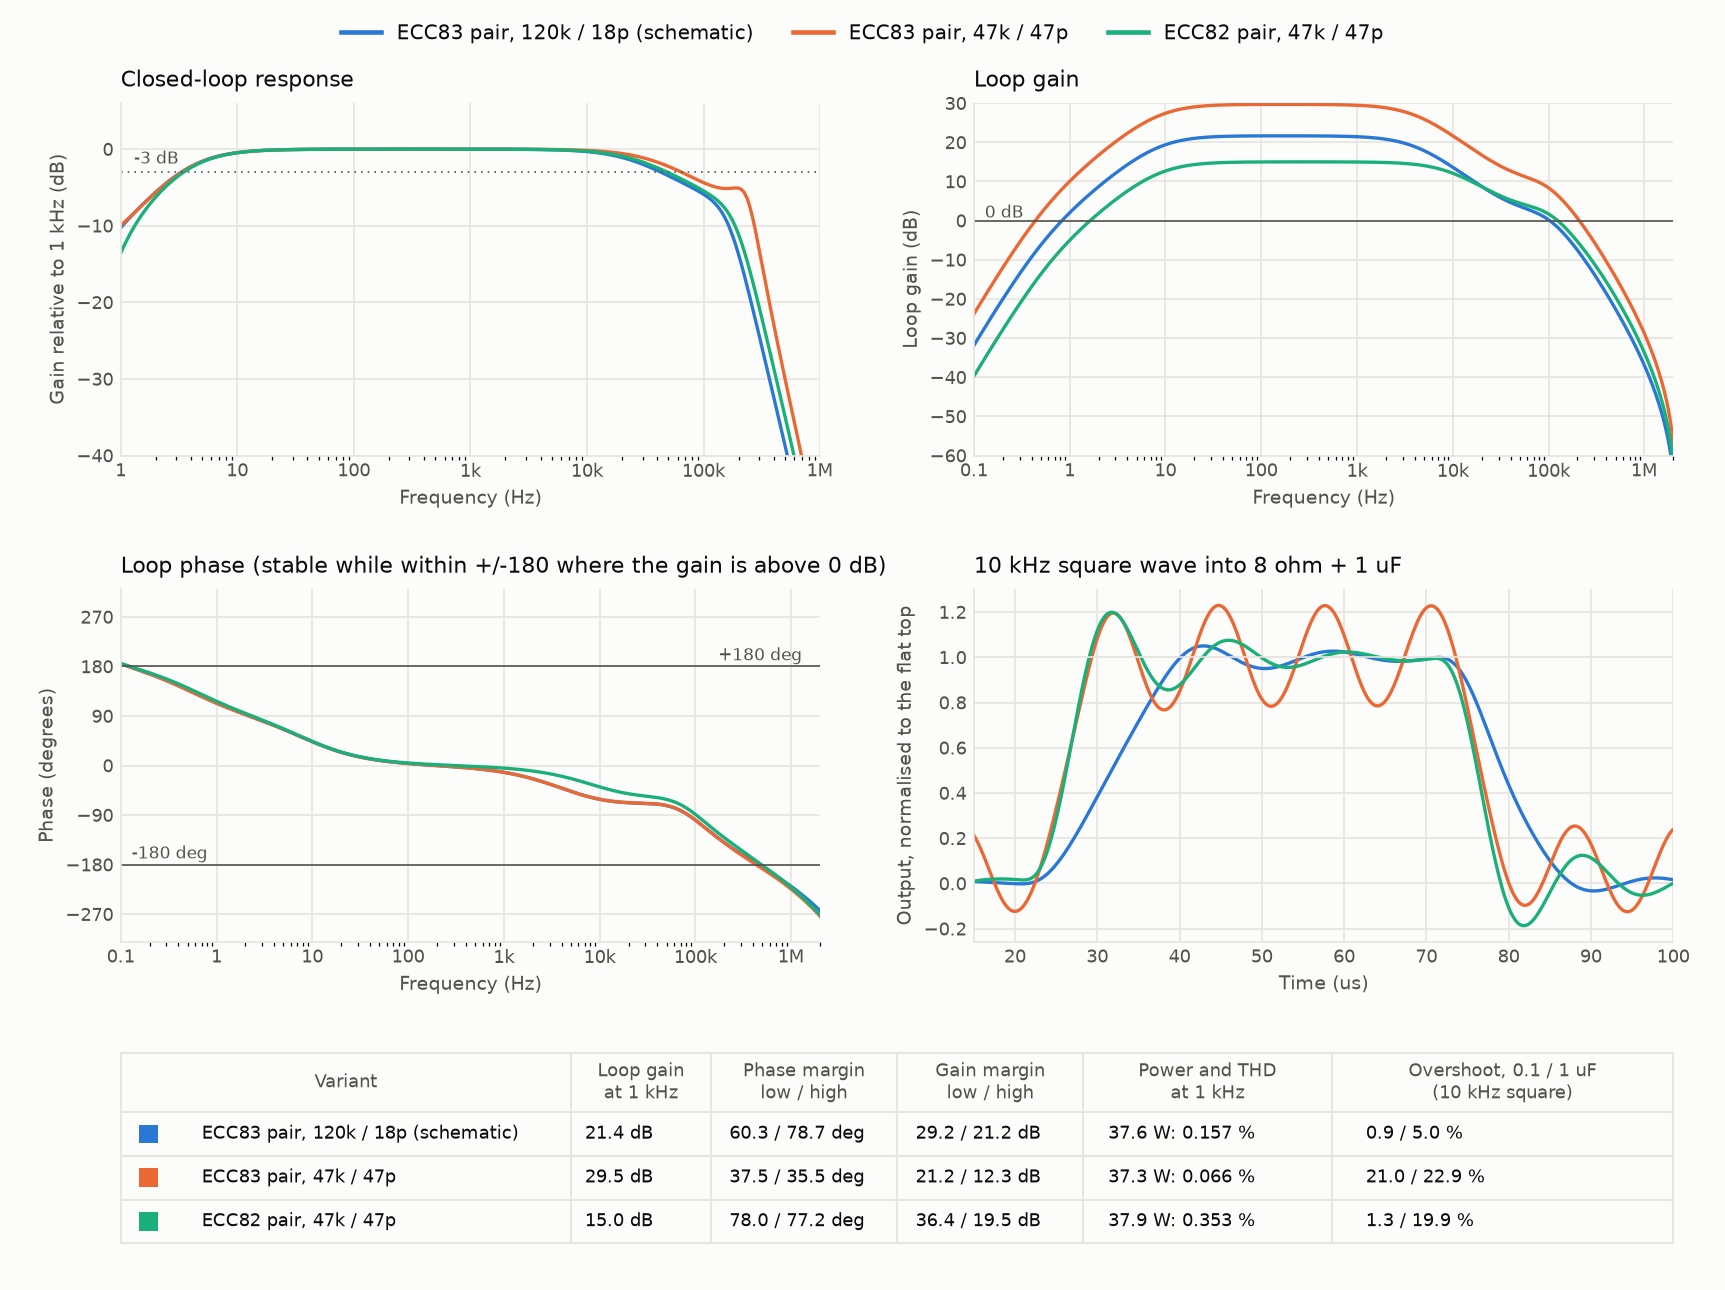 ECC83 pair, 120k / 18p (schematic)
ECC83 pair, 47k / 47p
ECC82 pair, 47k / 47p
Closed-loop response
Gain relative to 1 kHz (dB)
0
−10
−20
−30
−40
-3 dB
1
10
100
1k
10k
100k
1M
Frequency (Hz)
Loop gain
Loop gain (dB)
30
20
10
0
−10
−20
−30
−40
−50
−60
0 dB
0.1
1
10
100
1k
10k
100k
1M
Frequency (Hz)
Loop phase (stable while within +/-180 where the gain is above 0 dB)
Phase (degrees)
270
180
90
0
−90
−180
−270
+180 deg
-180 deg
0.1
1
10
100
1k
10k
100k
1M
Frequency (Hz)
10 kHz square wave into 8 ohm + 1 uF
Output, normalised to the flat top
1.2
1.0
0.8
0.6
0.4
0.2
0.0
−0.2
20
30
40
50
60
70
80
90
100
Time (us)
Variant
Loop gain
at 1 kHz
Phase margin
low / high
Gain margin
low / high
Power and THD
at 1 kHz
Overshoot, 0.1 / 1 uF
(10 kHz square)
ECC83 pair, 120k / 18p (schematic)
21.4 dB
60.3 / 78.7 deg
29.2 / 21.2 dB
37.6 W: 0.157 %
0.9 / 5.0 %
ECC83 pair, 47k / 47p
29.5 dB
37.5 / 35.5 deg
21.2 / 12.3 dB
37.3 W: 0.066 %
21.0 / 22.9 %
ECC82 pair, 47k / 47p
15.0 dB
78.0 / 77.2 deg
36.4 / 19.5 dB
37.9 W: 0.353 %
1.3 / 19.9 %